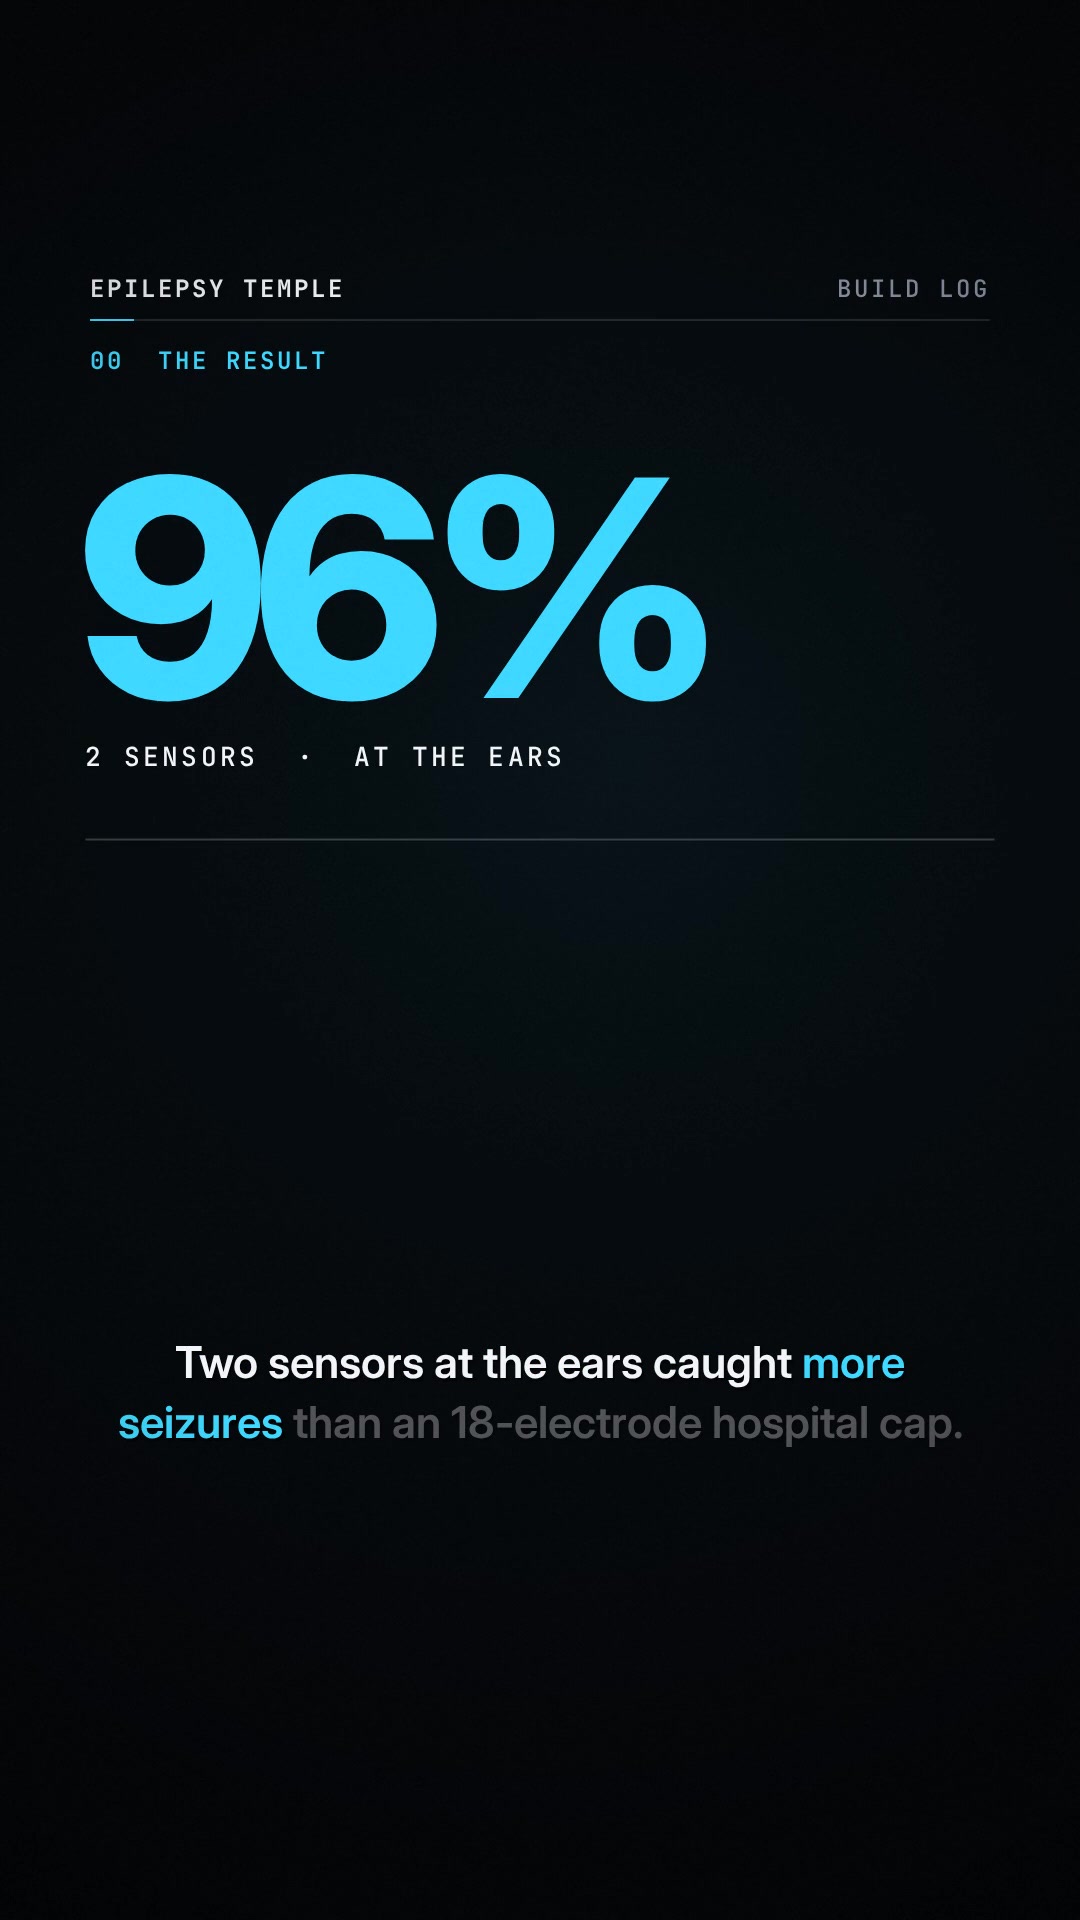 EPILEPSY TEMPLE
BUILD LOG
00 THE RESULT
96%
2 SENSORS · AT THE EARS
Two sensors at the ears caught more
seizures than an 18-electrode hospital cap.